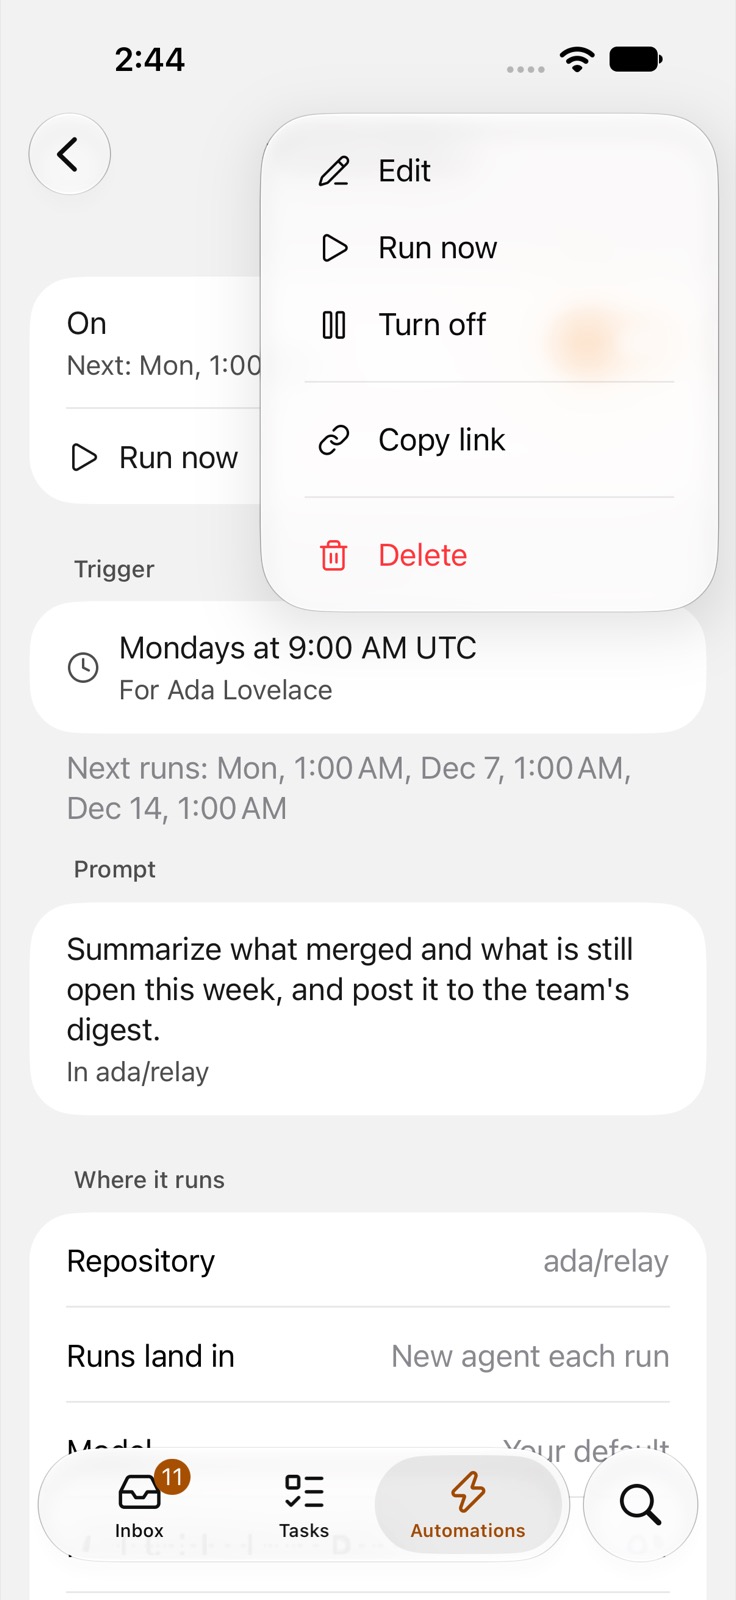 2:44
Edit
Run now
Turn off
Copy link
Delete
On
Next: Mon, 1:00
Run now
Trigger
Mondays at 9:00 AM UTC
For Ada Lovelace
Next runs: Mon, 1:00 AM, Dec 7, 1:00 AM,
Dec 14, 1:00 AM
Prompt
Summarize what merged and what is still
open this week, and post it to the team's
digest.
In ada/relay
Where it runs
Repository ada/relay
Runs land in New agent each run
Model Your default
11
Inbox Tasks Automations